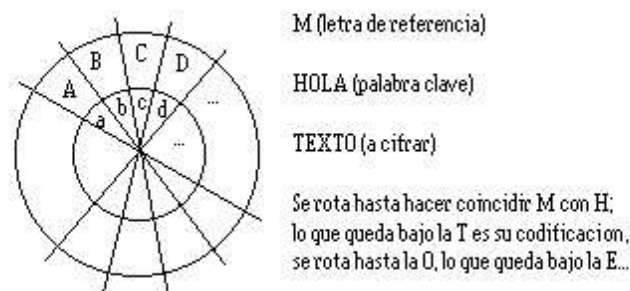 A B C D ...
a b c d ...
M (letra de referencia)
HOLA (palabra clave)
TEXTO (a cifrar)
Se rota hasta hacer coincidir M con H;
lo que queda bajo la T es su codificacion,
se rota hasta la O, lo que queda bajo la E...